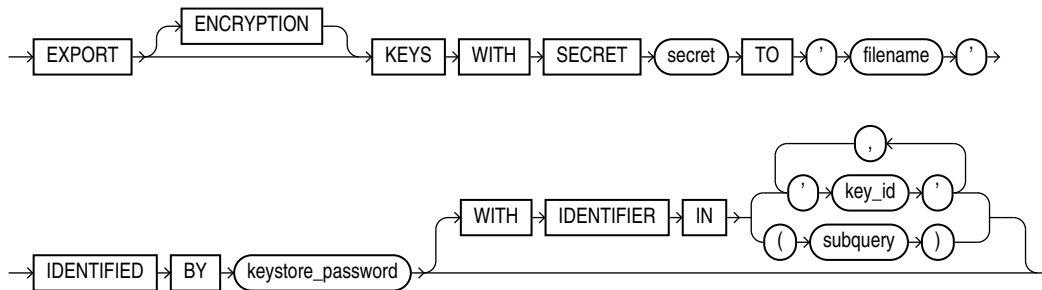 ENCRYPTION
EXPORT KEYS WITH SECRET secret TO ' filename '
,
WITH IDENTIFIER IN ' key_id '
( subquery )
IDENTIFIED BY keystore_password